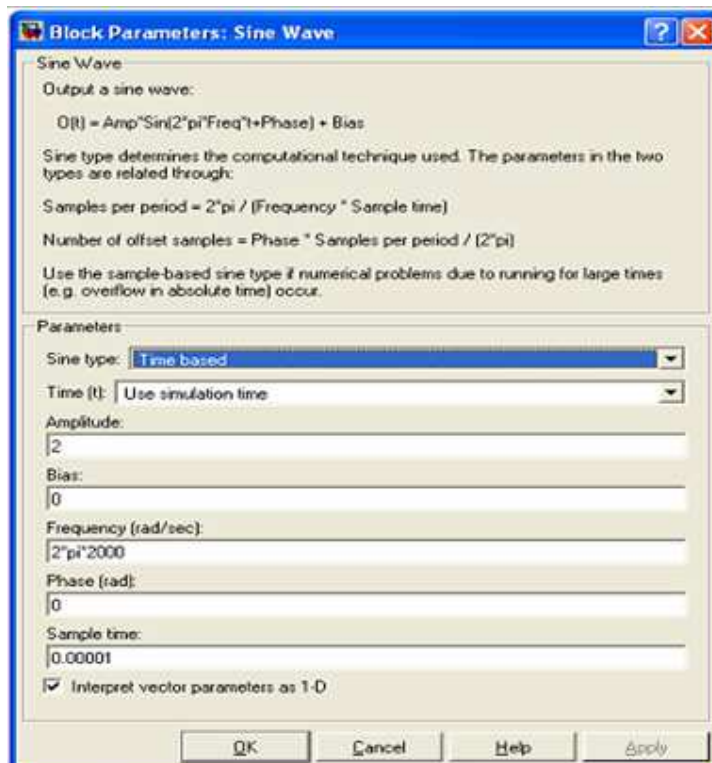 Block Parameters: Sine Wave
Sine Wave
Output a sine wave:
O(t) = Amp*Sin(2*pi*Freq*t+Phase) + Bias
Sine type determines the computational technique used. The parameters in the two
types are related through:
Samples per period = 2*pi / (Frequency * Sample time)
Number of offset samples = Phase * Samples per period / (2*pi)
Use the sample-based sine type if numerical problems due to running for large times
(e.g. overflow in absolute time) occur.
Parameters
Sine type: Time based
Time (t): Use simulation time
Amplitude:
2
Bias:
0
Frequency (rad/sec):
2*pi*2000
Phase (rad):
0
Sample time:
0.00001
Interpret vector parameters as 1-D
OK Cancel Help Apply